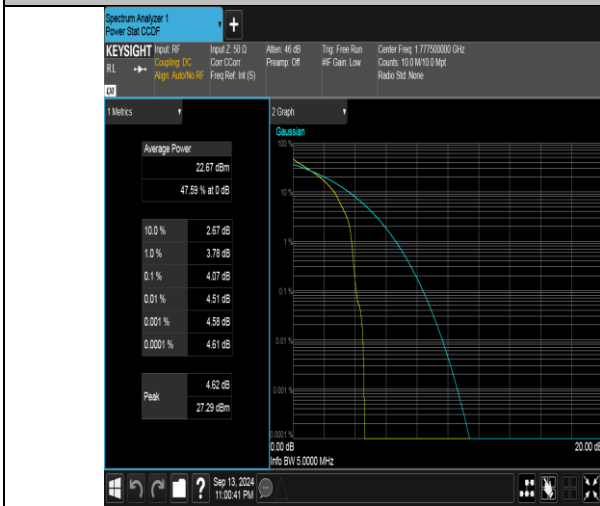 Spectrum Analyzer 1
Power Stat CCDF
+
KEYSIGHT Input: RF Input Z: 50 Ω Atten: 46 dB Trig: Free Run Center Freq: 1.777500000 GHz
RL Coupling: DC Corr CCorr Preamp: Off #IF Gain: Low Counts: 10.0 M/10.0 Mpt
Align: Auto/No RF Freq Ref: Int (S) Radio Std: None
LXI
1 Metrics
Average Power
22.67 dBm
47.59 % at 0 dB
10.0 % 2.67 dB
1.0 % 3.78 dB
0.1 % 4.07 dB
0.01 % 4.51 dB
0.001 % 4.58 dB
0.0001 % 4.61 dB
Peak 4.62 dB
27.29 dBm
2 Graph
Gaussian
100 %
10 %
1 %
0.1 %
0.01 %
0.001 %
0.0001 %
0.00 dB 20.00 dB
Info BW 5.0000 MHz
? Sep 13, 2024
11:00:41 PM